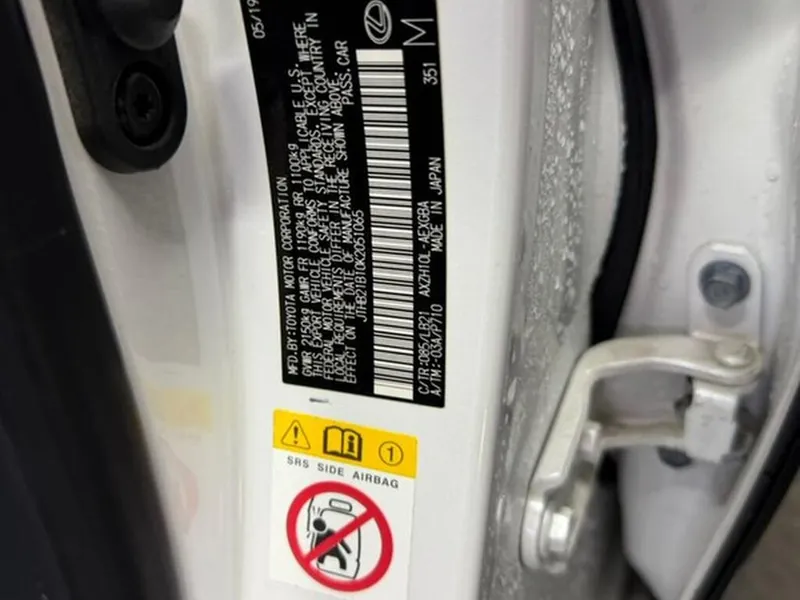 MFD.BY:TOYOTA MOTOR CORPORATION 05/19
GVWR 2150kg GAWR FR 1190kg RR 1100kg
THIS EXPORT VEHICLE CONFORMS TO APPLICABLE U.S.
FEDERAL MOTOR VEHICLE SAFETY STANDARDS, EXCEPT WHERE
LOCAL REQUIREMENTS DIFFER IN THE RECEIVING COUNTRY IN
EFFECT ON THE DATE OF MANUFACTURE SHOWN ABOVE.
JTHBZ1B10K2051065 PASS.CAR
C/TR:085/LB21 AXZH10L-AEXGBA 351
A/TM:-03A/P710 MADE IN JAPAN M
1
SRS SIDE AIRBAG